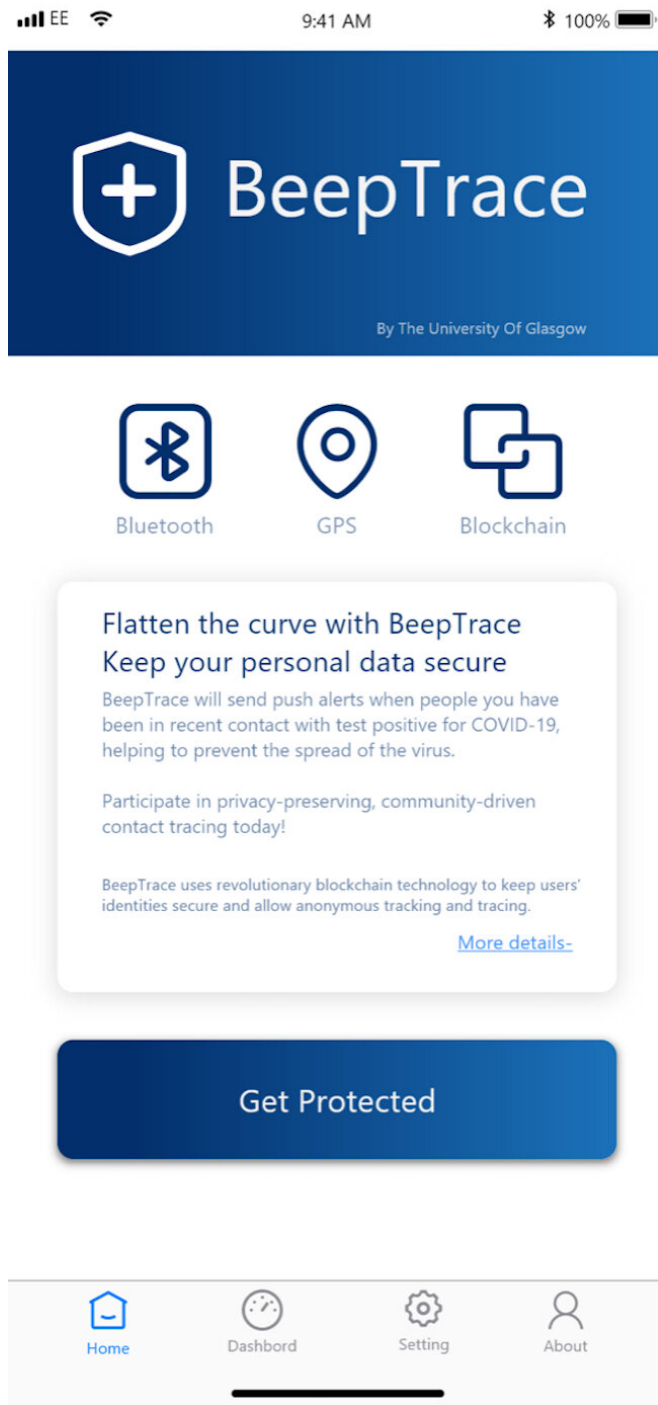 EE 9:41 AM 100%
BeepTrace
By The University Of Glasgow
Bluetooth GPS Blockchain
Flatten the curve with BeepTrace
Keep your personal data secure
BeepTrace will send push alerts when people you have
been in recent contact with test positive for COVID-19,
helping to prevent the spread of the virus.
Participate in privacy-preserving, community-driven
contact tracing today!
BeepTrace uses revolutionary blockchain technology to keep users'
identities secure and allow anonymous tracking and tracing.
More details-
Get Protected
Home Dashbord Setting About